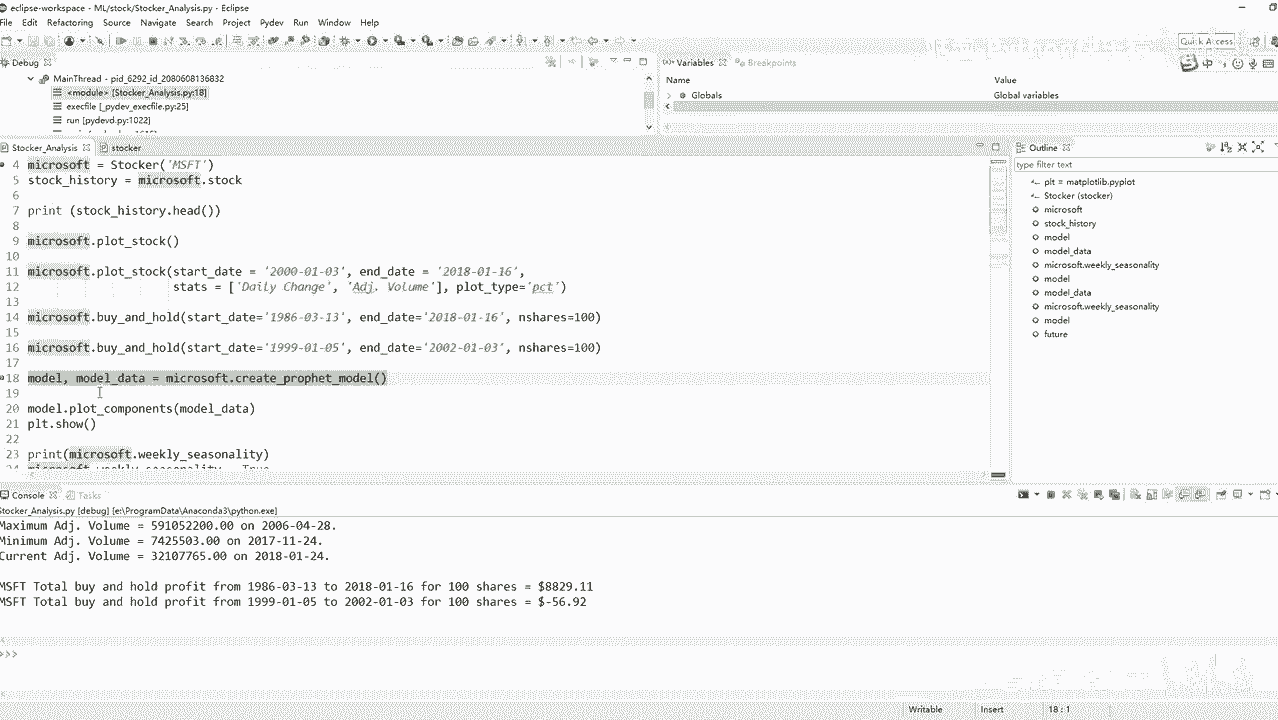 eclipse-workspace - ML/stock/Stocker_Analysis.py - Eclipse
File Edit Refactoring Source Navigate Search Project Pydev Run Window Help
Quick Access
Debug
MainThread - pid_6292_id_2080608136832
<module> [Stocker_Analysis.py:18]
execfile [_pydev_execfile.py:25]
run [pydevd.py:1022]
Variables Breakpoints
Name Value
Globals Global variables
Stocker_Analysis stocker
4 microsoft = Stocker('MSFT')
5 stock_history = microsoft.stock
6
7 print (stock_history.head())
8
9 microsoft.plot_stock()
10
11 microsoft.plot_stock(start_date = '2000-01-03', end_date = '2018-01-16',
12 stats = ['Daily Change', 'Adj. Volume'], plot_type='pct')
13
14 microsoft.buy_and_hold(start_date='1986-03-13', end_date='2018-01-16', nshares=100)
15
16 microsoft.buy_and_hold(start_date='1999-01-05', end_date='2002-01-03', nshares=100)
17
18 model, model_data = microsoft.create_prophet_model()
19
20 model.plot_components(model_data)
21 plt.show()
22
23 print(microsoft.weekly_seasonality)
24 microsoft.weekly_seasonality = True
Outline
type filter text
plt = matplotlib.pyplot
Stocker (stocker)
microsoft
stock_history
model
model_data
microsoft.weekly_seasonality
model
model_data
microsoft.weekly_seasonality
model
future
Console Tasks
Stocker_Analysis.py [debug] [e:\ProgramData\Anaconda3\python.exe]
Maximum Adj. Volume = 591052200.00 on 2006-04-28.
Minimum Adj. Volume = 7425503.00 on 2017-11-24.
Current Adj. Volume = 32107765.00 on 2018-01-24.
MSFT Total buy and hold profit from 1986-03-13 to 2018-01-16 for 100 shares = $8829.11
MSFT Total buy and hold profit from 1999-01-05 to 2002-01-03 for 100 shares = $-56.92
>>>
Writable Insert 18 : 1